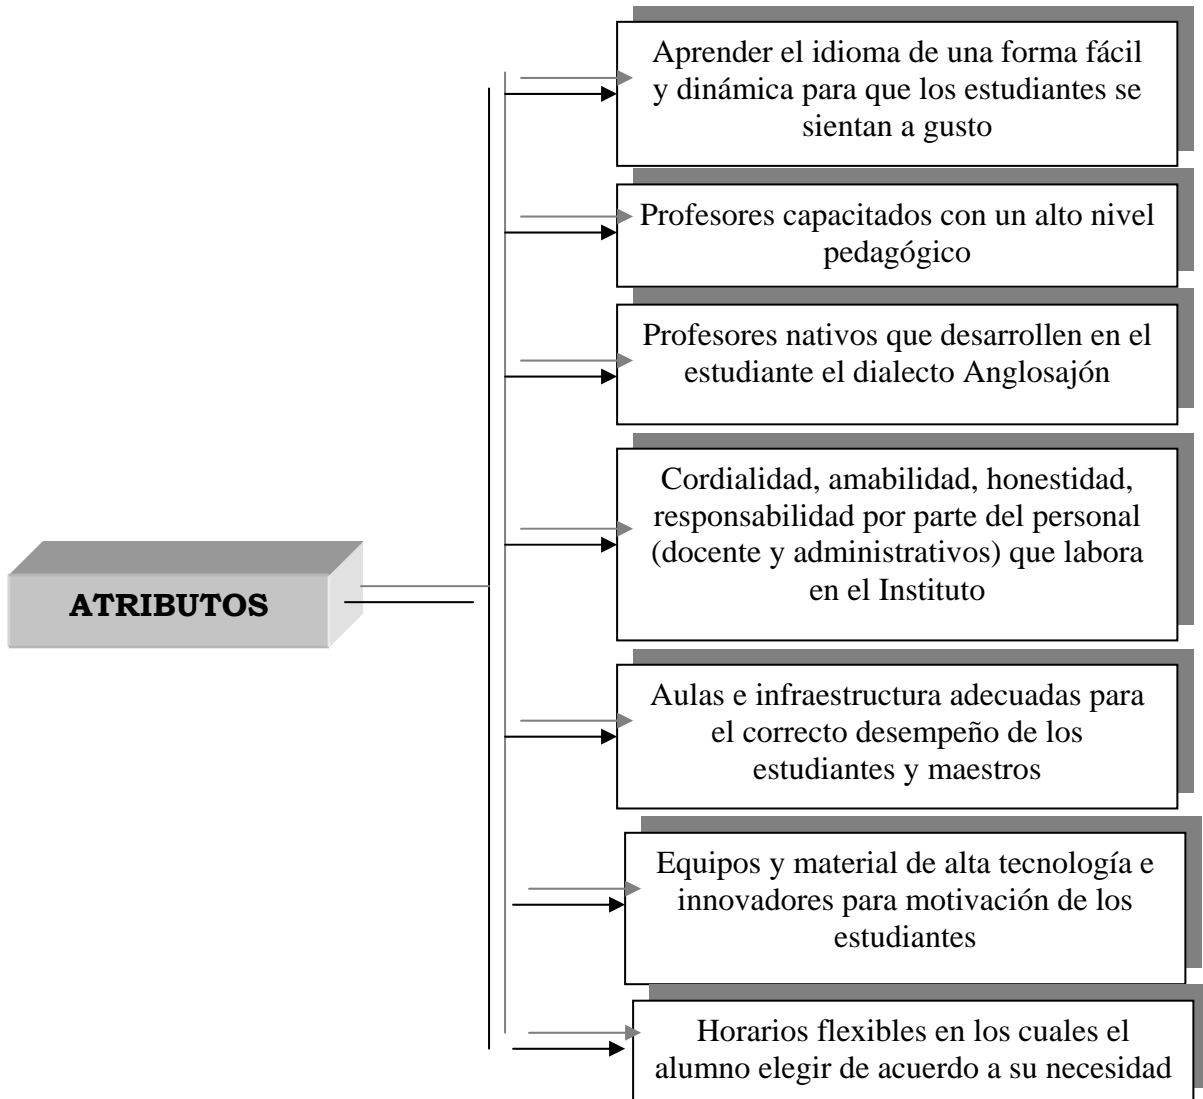 Aprender el idioma de una forma fácil
y dinámica para que los estudiantes se
sientan a gusto
Profesores capacitados con un alto nivel
pedagógico
Profesores nativos que desarrollen en el
estudiante el dialecto Anglosajón
Cordialidad, amabilidad, honestidad,
responsabilidad por parte del personal
(docente y administrativos) que labora
en el Instituto
ATRIBUTOS
Aulas e infraestructura adecuadas para
el correcto desempeño de los
estudiantes y maestros
Equipos y material de alta tecnología e
innovadores para motivación de los
estudiantes
Horarios flexibles en los cuales el
alumno elegir de acuerdo a su necesidad